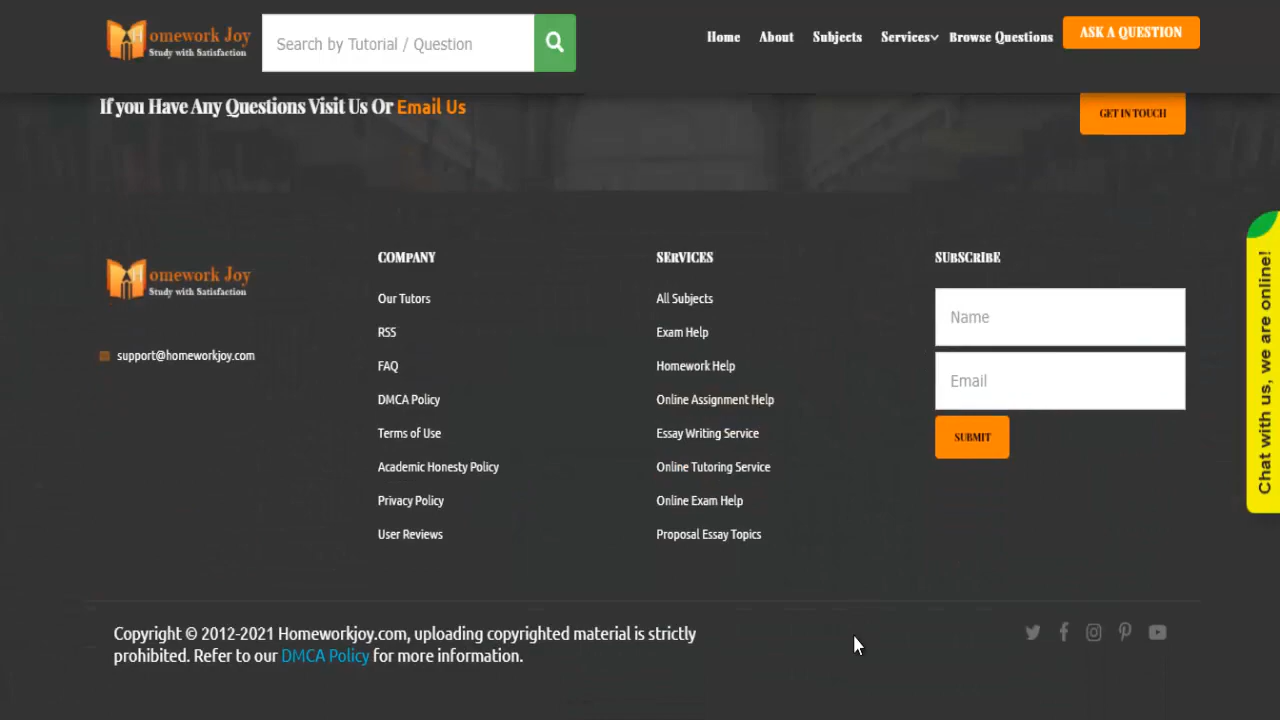 Homework Joy
Study with Satisfaction
Search by Tutorial / Question
Home About Subjects Services Browse Questions ASK A QUESTION
If you Have Any Questions Visit Us Or Email Us
GET IN TOUCH
Homework Joy
Study with Satisfaction
support@homeworkjoy.com
COMPANY
Our Tutors
RSS
FAQ
DMCA Policy
Terms of Use
Academic Honesty Policy
Privacy Policy
User Reviews
SERVICES
All Subjects
Exam Help
Homework Help
Online Assignment Help
Essay Writing Service
Online Tutoring Service
Online Exam Help
Proposal Essay Topics
SUBSCRIBE
Name
Email
SUBMIT
Chat with us, we are online!
Copyright © 2012-2021 Homeworkjoy.com, uploading copyrighted material is strictly
prohibited. Refer to our DMCA Policy for more information.